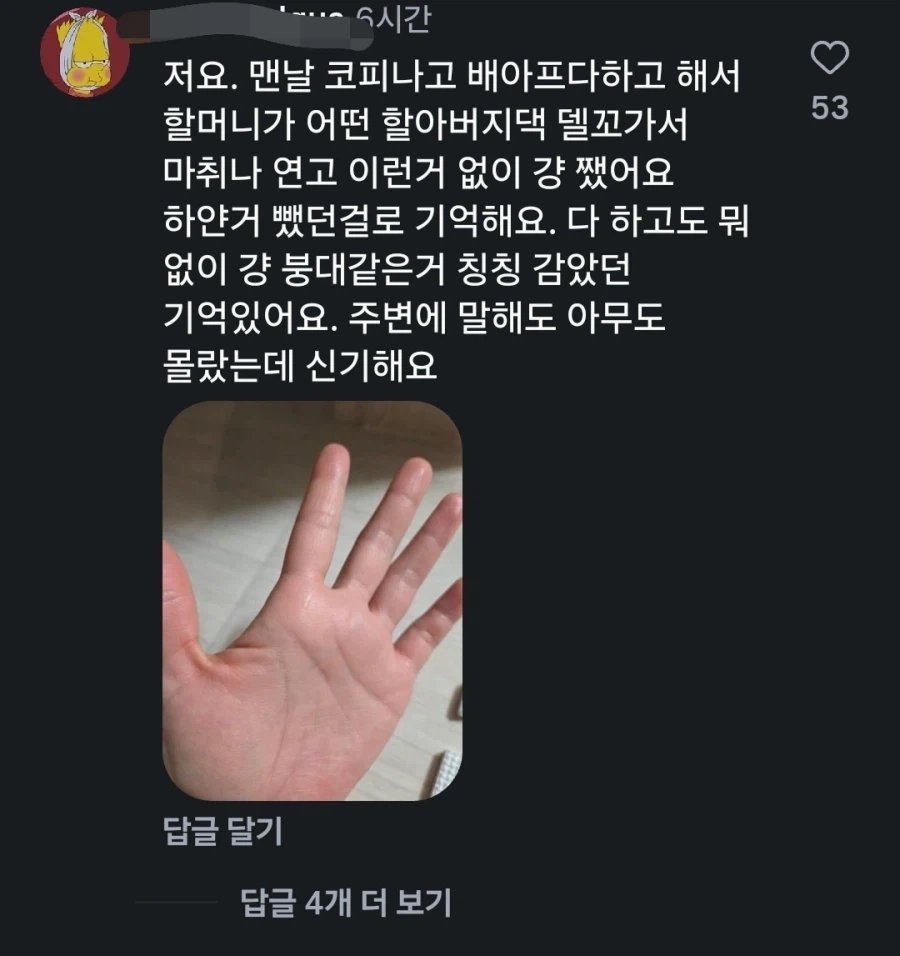 6시간
저요. 맨날 코피나고 배아프다하고 해서
할머니가 어떤 할아버지댁 델꼬가서
마취나 연고 이런거 없이 걍 쨌어요
하얀거 뺐던걸로 기억해요. 다 하고도 뭐
없이 걍 붕대같은거 칭칭 감았던
기억있어요. 주변에 말해도 아무도
몰랐는데 신기해요
53
답글 달기
답글 4개 더 보기